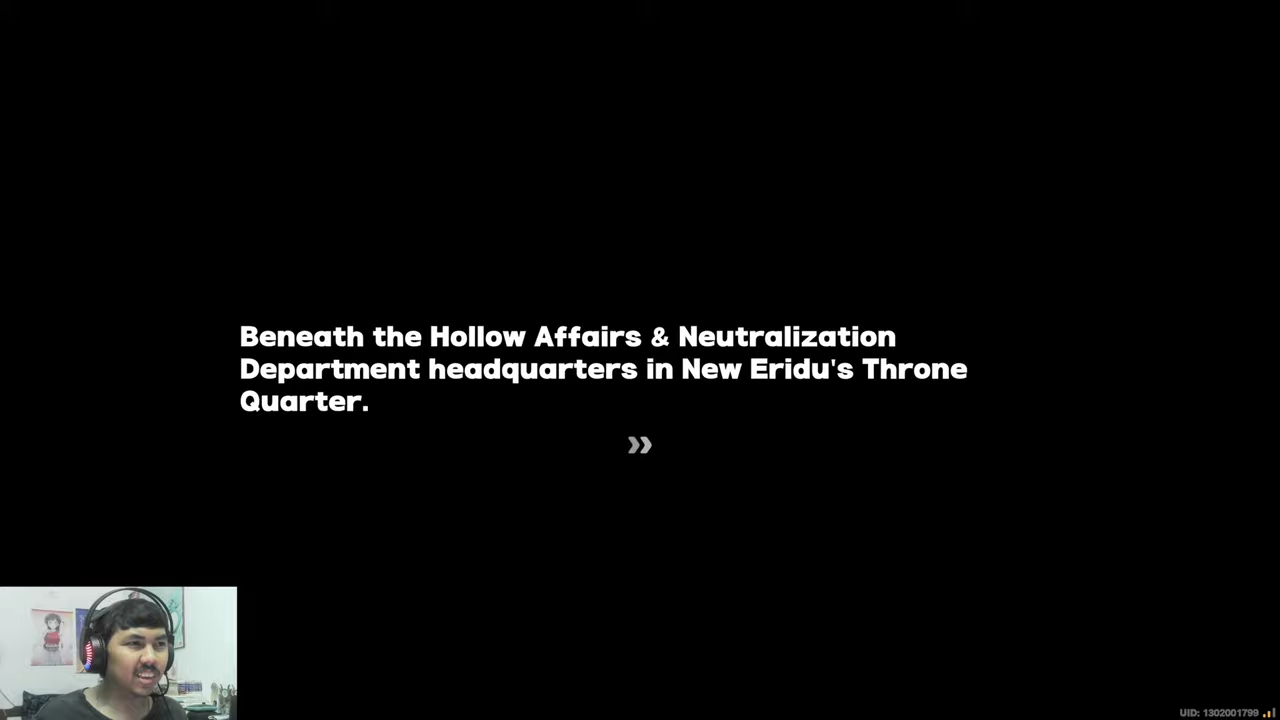 Beneath the Hollow Affairs & Neutralization
Department headquarters in New Eridu's Throne
Quarter.
UID: 1302001799